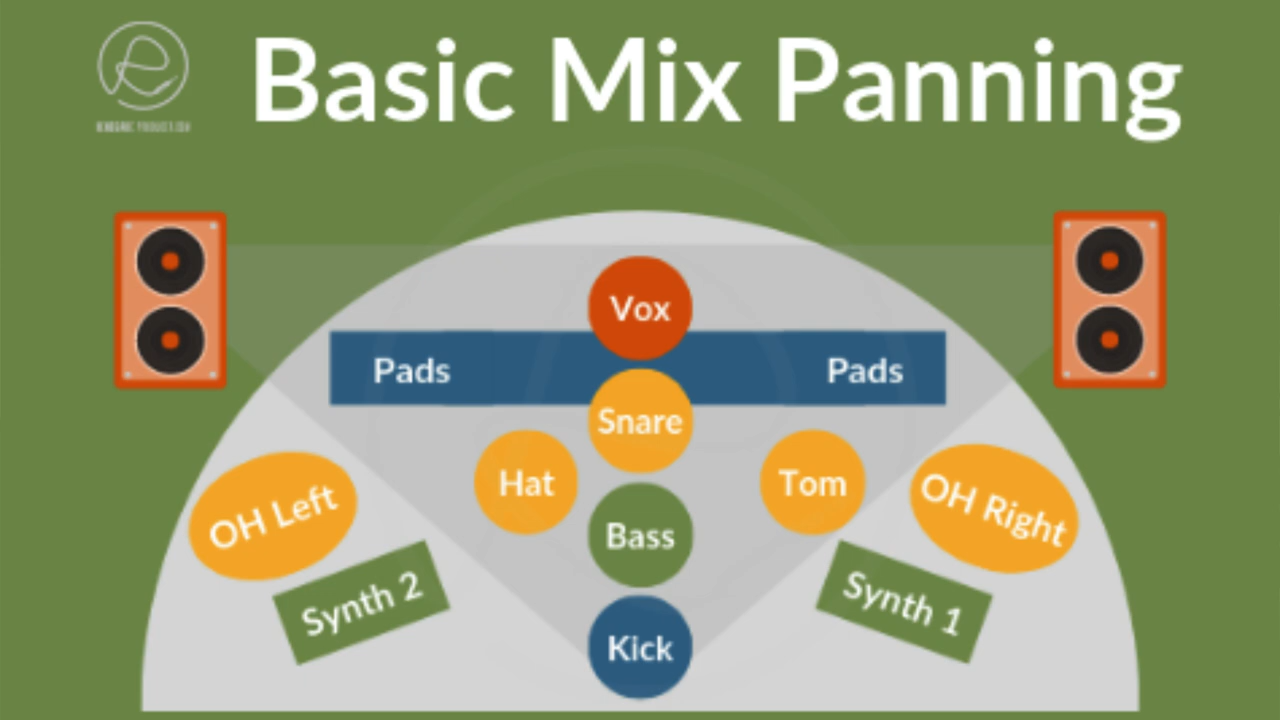 Basic Mix Panning
Vox
Pads
Pads
Snare
Hat
Tom
OH Left
OH Right
Bass
Synth 2
Synth 1
Kick